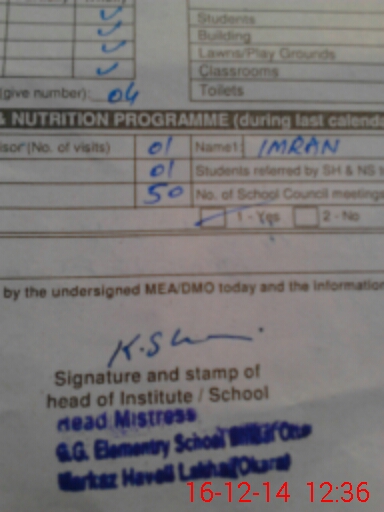 Students
Building
Lawns/Play Grounds
Classrooms
(give number): 04 Toilets
& NUTRITION PROGRAMME (during last calenda
isor (No. of visits) 01 Name1: IMRAN
01 Students referred by SH & NS
50 No. of School Council meetings
1 - Yes 2 - No
by the undersigned MEA/DMO today and the information
Signature and stamp of
head of Institute / School
Head Mistress
G.G. Elementry School
Markaz Haveli Lakha(Okara)
16-12-14 12:36